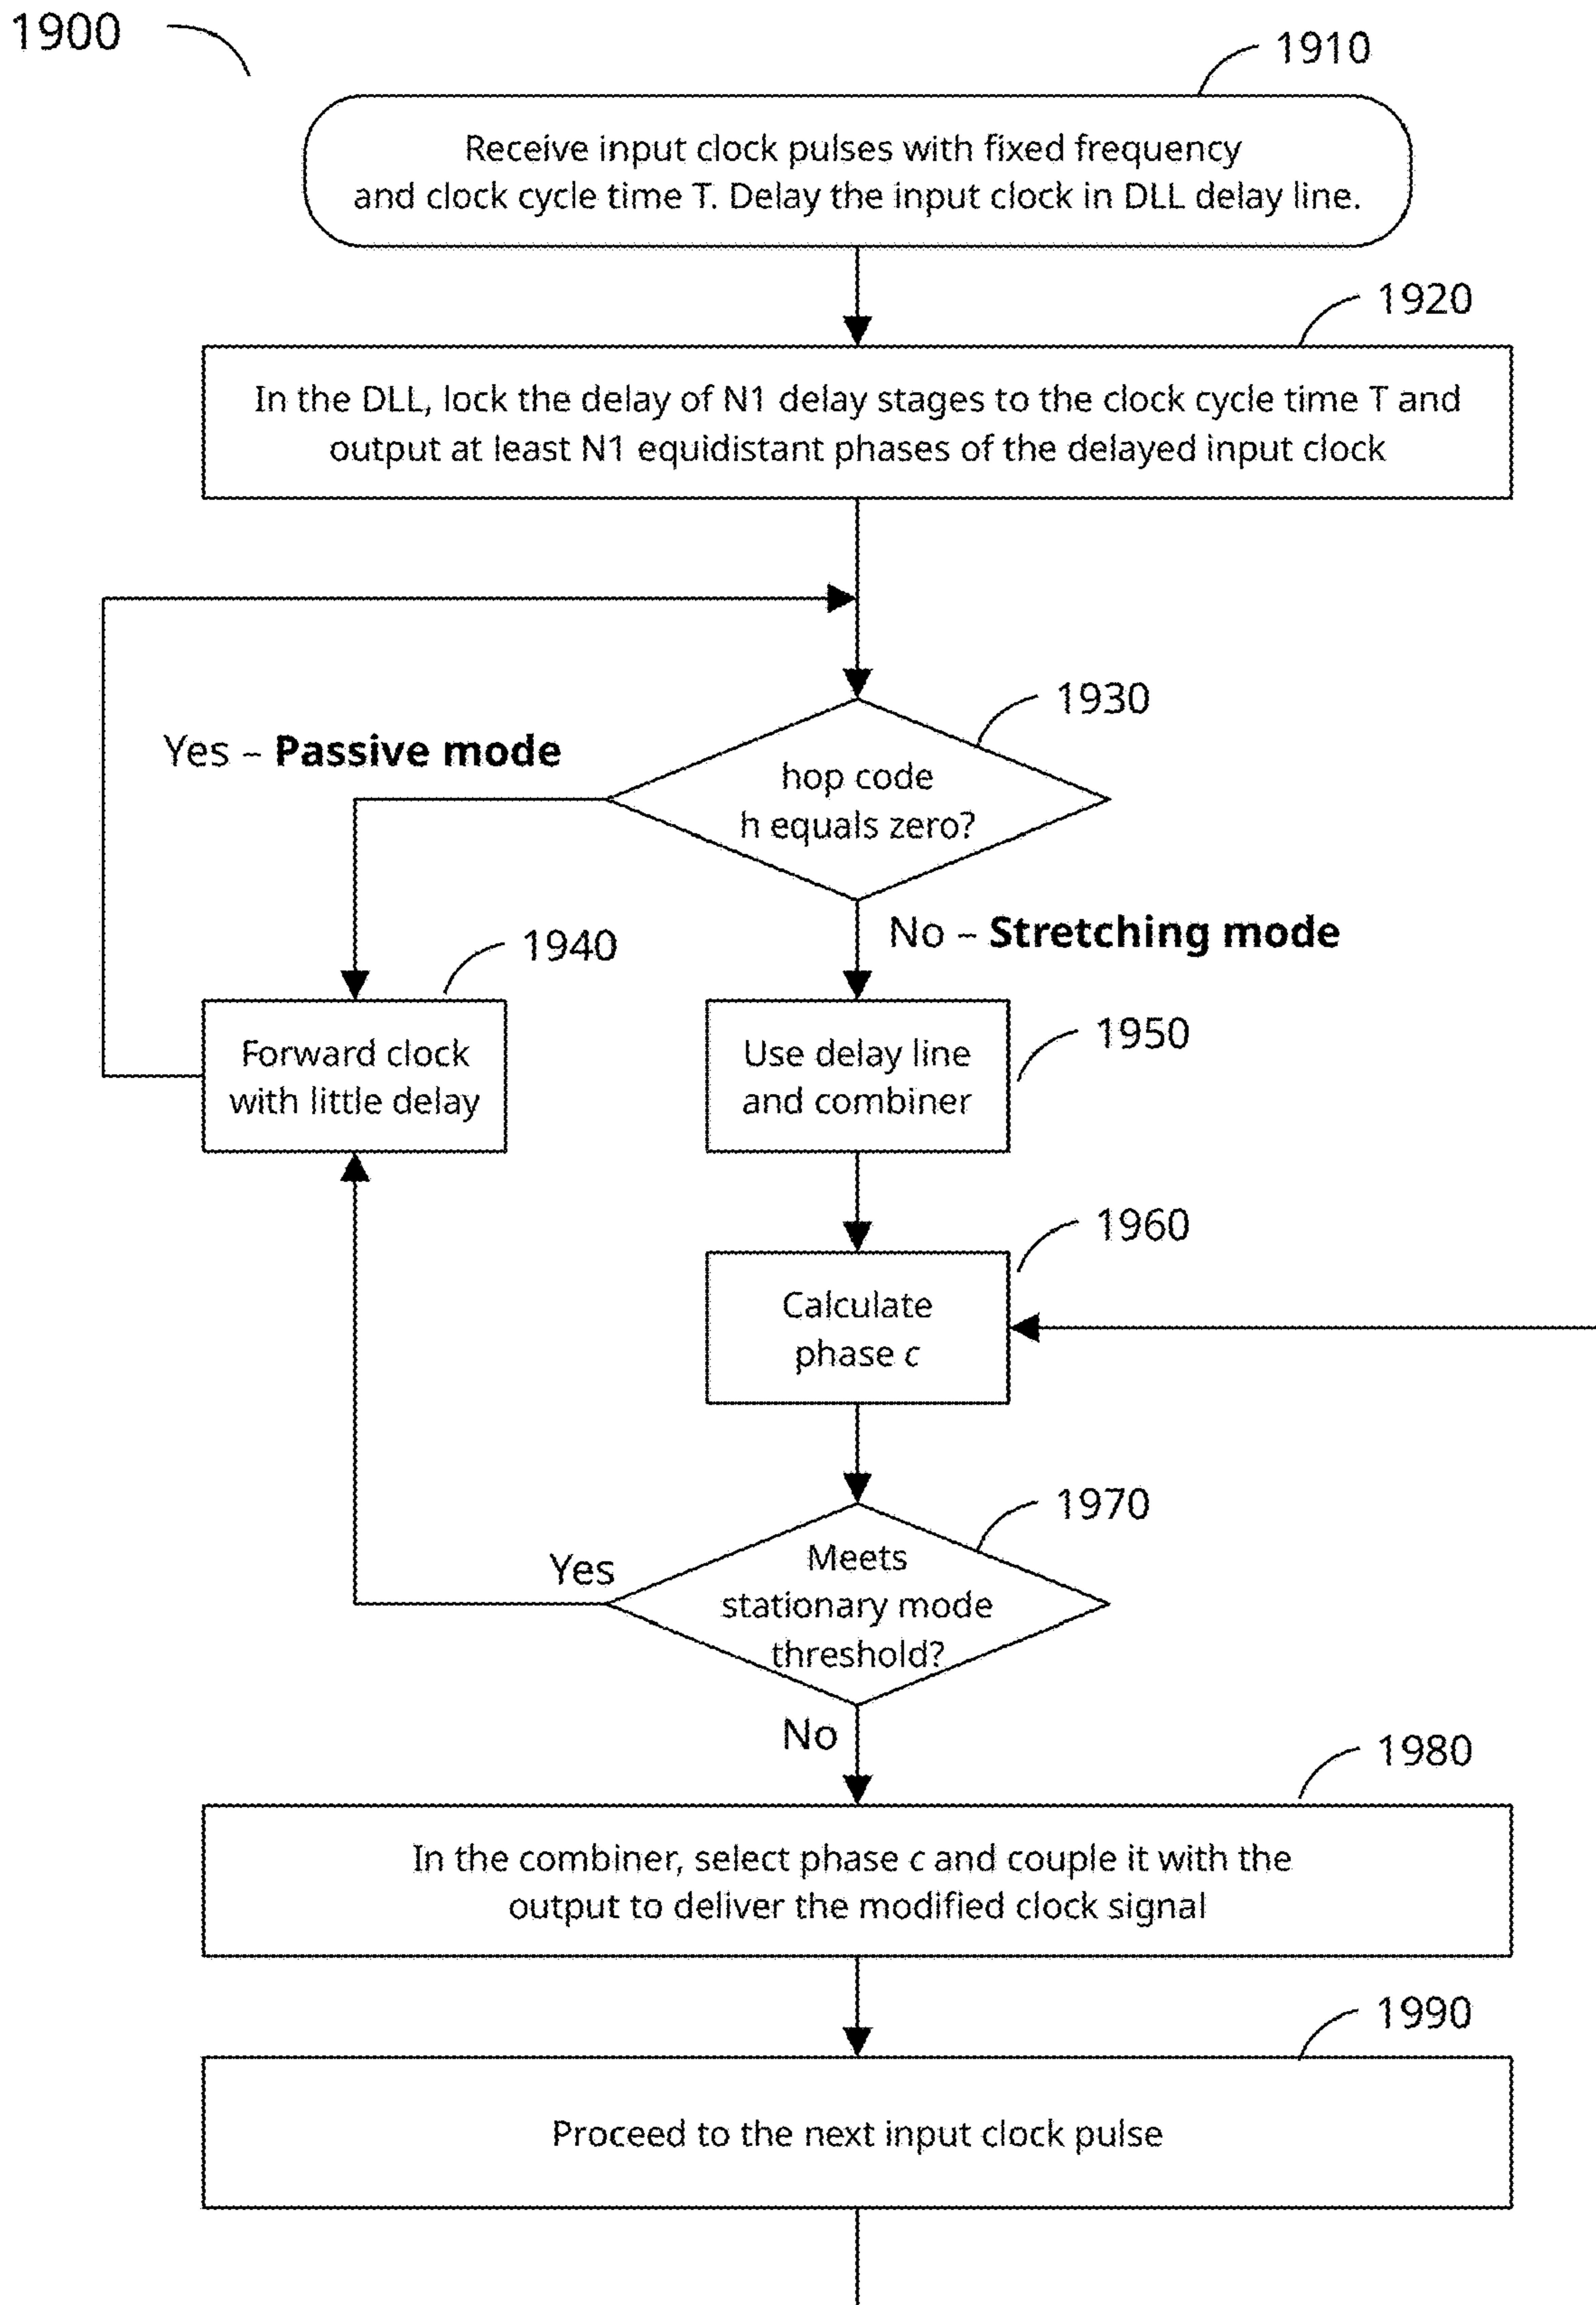 1900
1910
Receive input clock pulses with fixed frequency
and clock cycle time T. Delay the input clock in DLL delay line.
1920
In the DLL, lock the delay of N1 delay stages to the clock cycle time T and
output at least N1 equidistant phases of the delayed input clock
1930
Yes – Passive mode
hop code
h equals zero?
No – Stretching mode
1940
Forward clock
with little delay
1950
Use delay line
and combiner
1960
Calculate
phase c
1970
Meets
stationary mode
threshold?
Yes
No
1980
In the combiner, select phase c and couple it with the
output to deliver the modified clock signal
1990
Proceed to the next input clock pulse